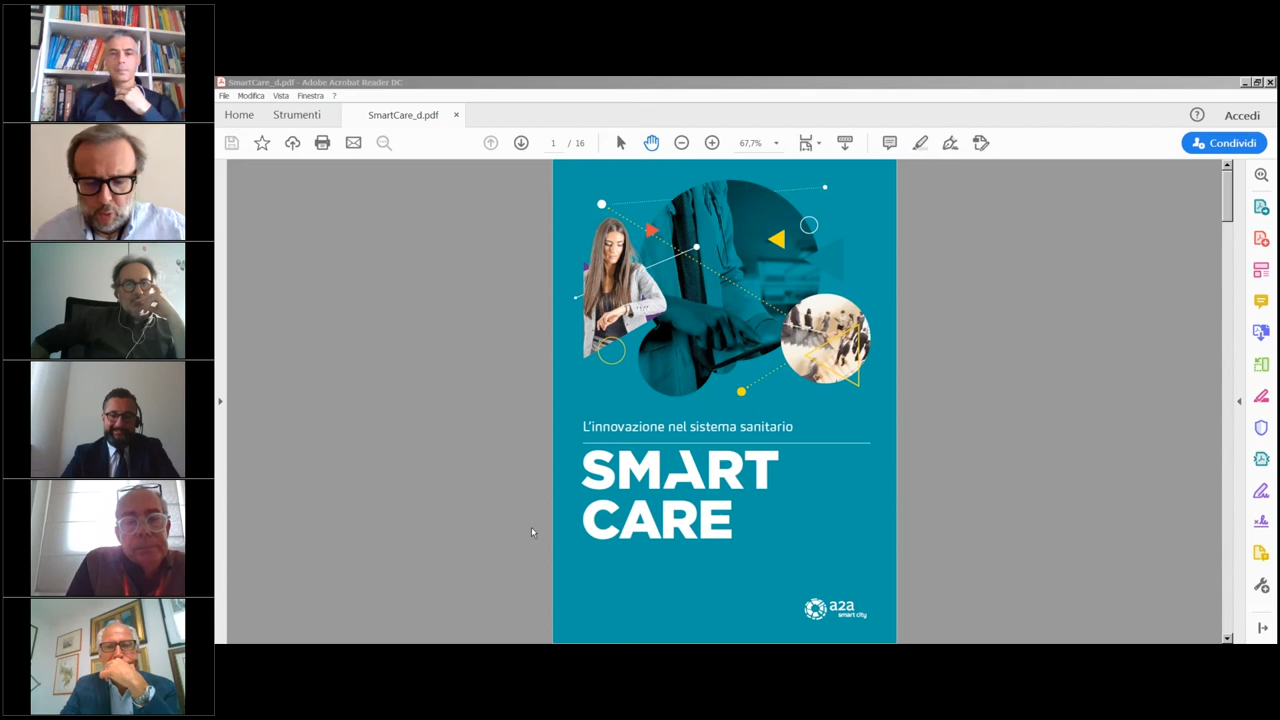 SmartCare_d.pdf - Adobe Acrobat Reader DC
File Modifica Vista Finestra ?
Home Strumenti SmartCare_d.pdf × ? Accedi
1 / 16 67,7% Condividi
L'innovazione nel sistema sanitario
SMART
CARE
a2a
smart city